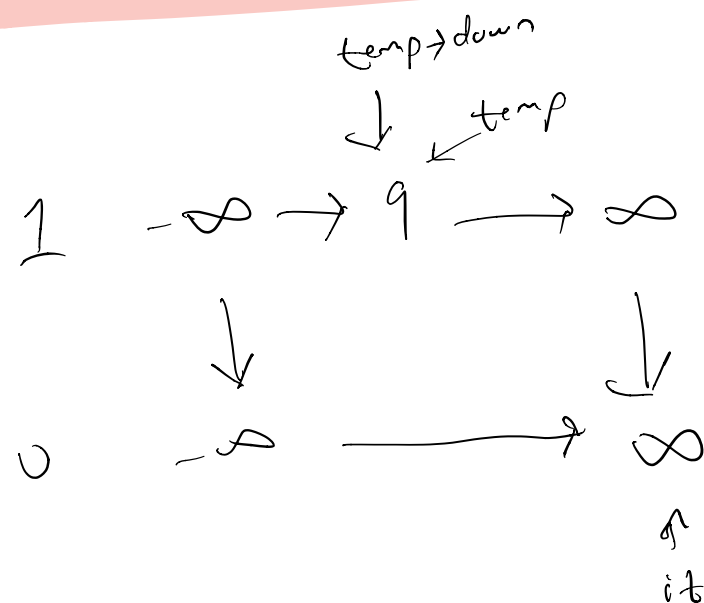 temp→down
temp
1 -∞ → 9 → ∞
0 -∞ → ∞
it